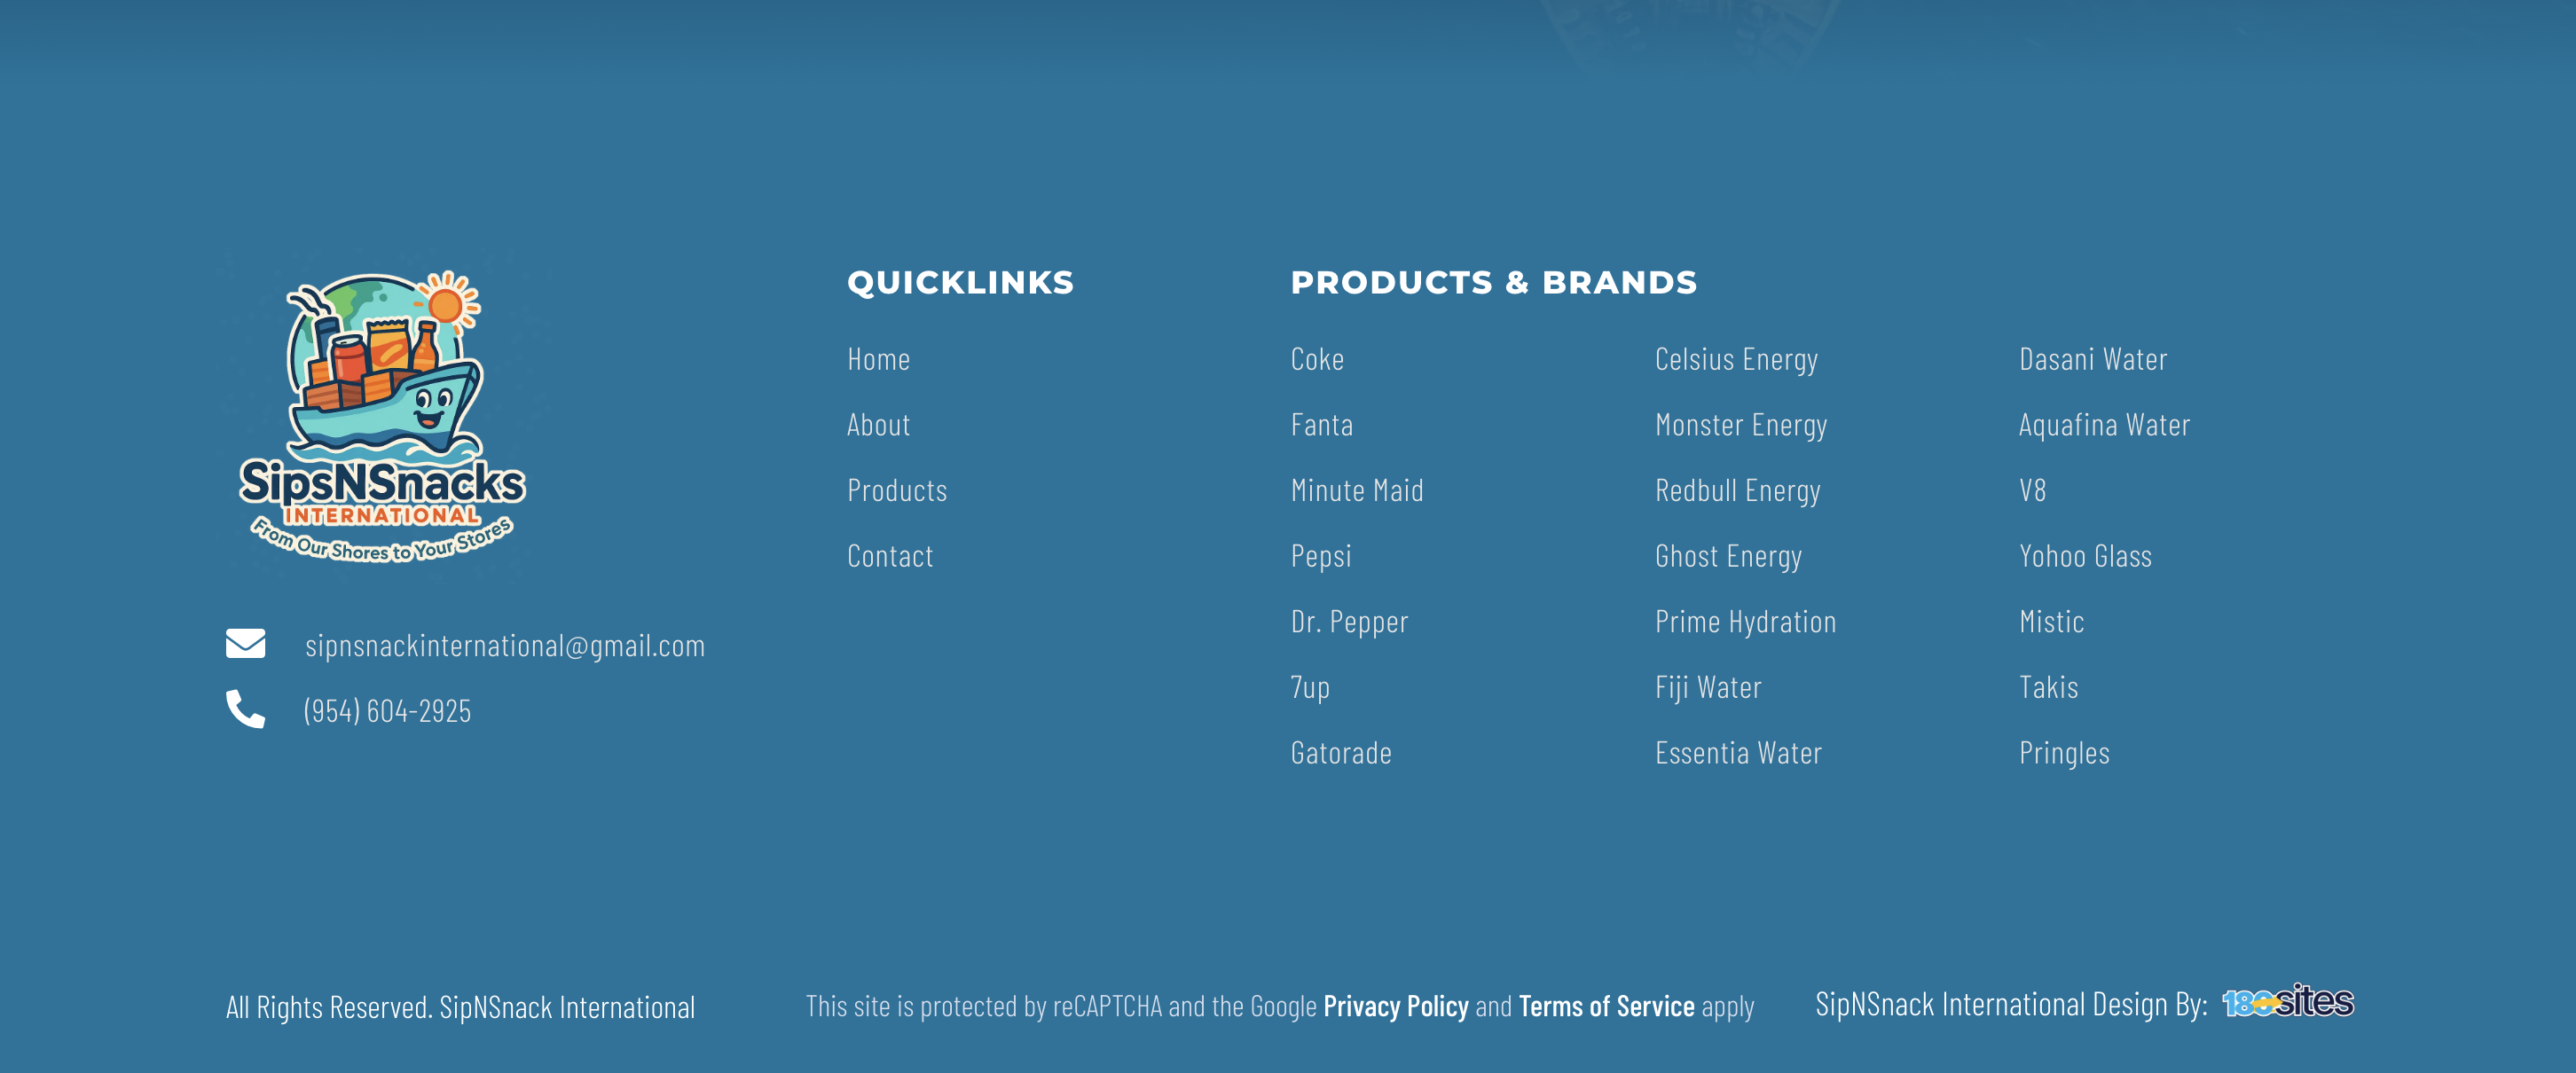 SipsNSnacks
INTERNATIONAL
From Our Shores to Your Stores
sipnsnackinternational@gmail.com
(954) 604-2925
QUICKLINKS
Home
About
Products
Contact
PRODUCTS & BRANDS
Coke
Fanta
Minute Maid
Pepsi
Dr. Pepper
7up
Gatorade
Celsius Energy
Monster Energy
Redbull Energy
Ghost Energy
Prime Hydration
Fiji Water
Essentia Water
Dasani Water
Aquafina Water
V8
Yohoo Glass
Mistic
Takis
Pringles
All Rights Reserved. SipNSnack International
This site is protected by reCAPTCHA and the Google Privacy Policy and Terms of Service apply
SipNSnack International Design By: 180sites